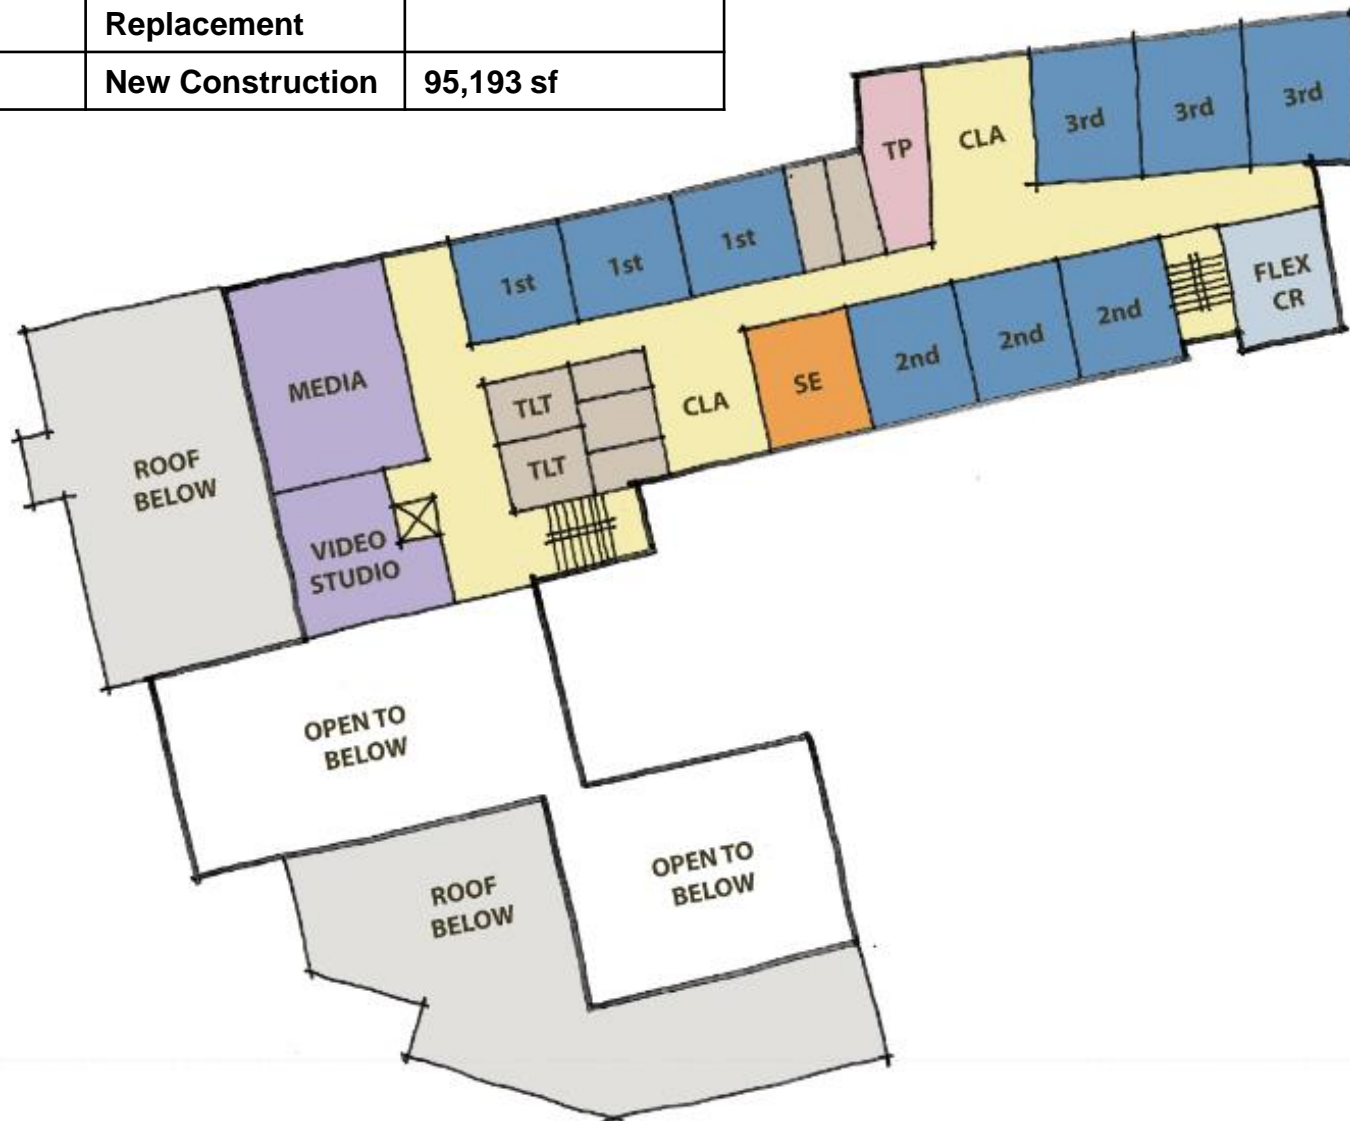 Replacement
New Construction 95,193 sf
TP
CLA
3rd
3rd
3rd
1st
1st
1st
FLEX
CR
2nd
2nd
2nd
SE
CLA
MEDIA
TLT
TLT
ROOF
BELOW
VIDEO
STUDIO
OPEN TO
BELOW
OPEN TO
BELOW
ROOF
BELOW